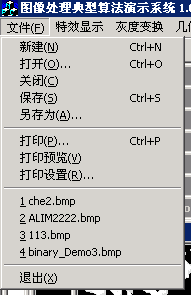 图像处理典型算法演示系统 1.
文件(F) 特效显示 灰度变换
新建(N) Ctrl+N
打开(O)... Ctrl+O
关闭(C)
保存(S) Ctrl+S
另存为(A)...
打印(P)... Ctrl+P
打印预览(V)
打印设置(R)...
1 che2.bmp
2 ALIM2222.bmp
3 113.bmp
4 binary_Demo3.bmp
退出(X)